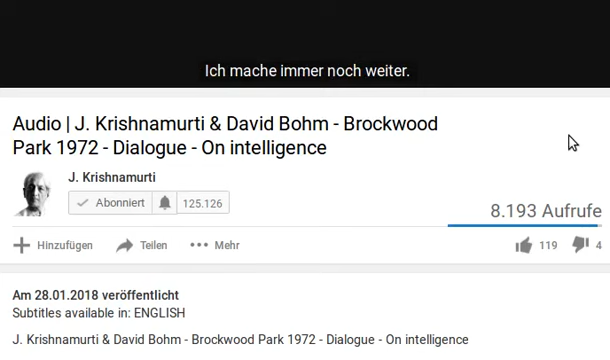 Ich mache immer noch weiter.
Audio | J. Krishnamurti & David Bohm - Brockwood
Park 1972 - Dialogue - On intelligence
J. Krishnamurti
Abonniert 125.126
8.193 Aufrufe
Hinzufügen Teilen Mehr 119 4
Am 28.01.2018 veröffentlicht
Subtitles available in: ENGLISH
J. Krishnamurti & David Bohm - Brockwood Park 1972 - Dialogue - On intelligence